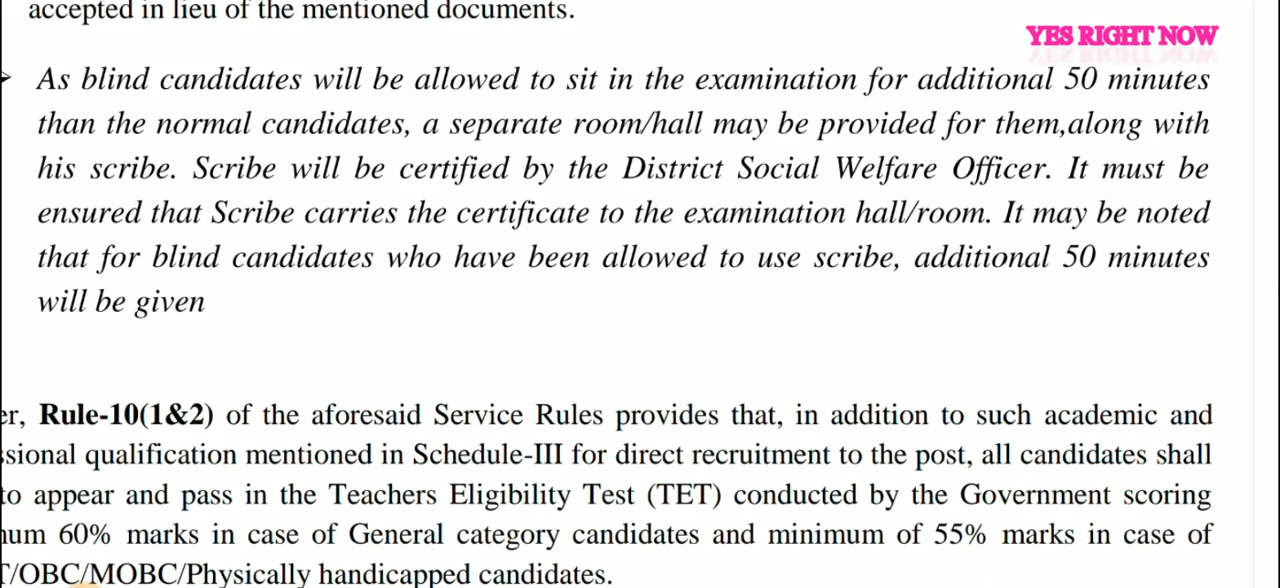 accepted in lieu of the mentioned documents.
YES RIGHT NOW
As blind candidates will be allowed to sit in the examination for additional 50 minutes
than the normal candidates, a separate room/hall may be provided for them,along with
his scribe. Scribe will be certified by the District Social Welfare Officer. It must be
ensured that Scribe carries the certificate to the examination hall/room. It may be noted
that for blind candidates who have been allowed to use scribe, additional 50 minutes
will be given
Rule-10(1&2) of the aforesaid Service Rules provides that, in addition to such academic and
qualification mentioned in Schedule-III for direct recruitment to the post, all candidates shall
to appear and pass in the Teachers Eligibility Test (TET) conducted by the Government scoring
60% marks in case of General category candidates and minimum of 55% marks in case of
/OBC/MOBC/Physically handicapped candidates.